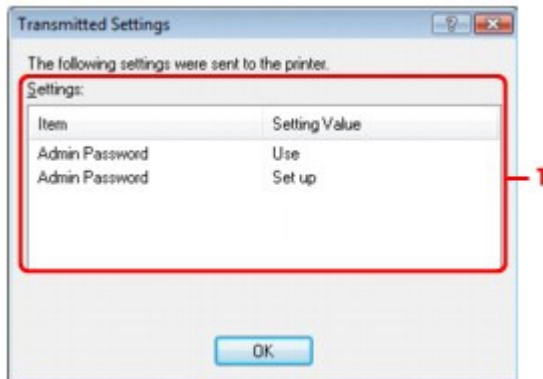 Transmitted Settings
The following settings were sent to the printer.
Settings:
Item Setting Value
Admin Password Use
Admin Password Set up
1
OK